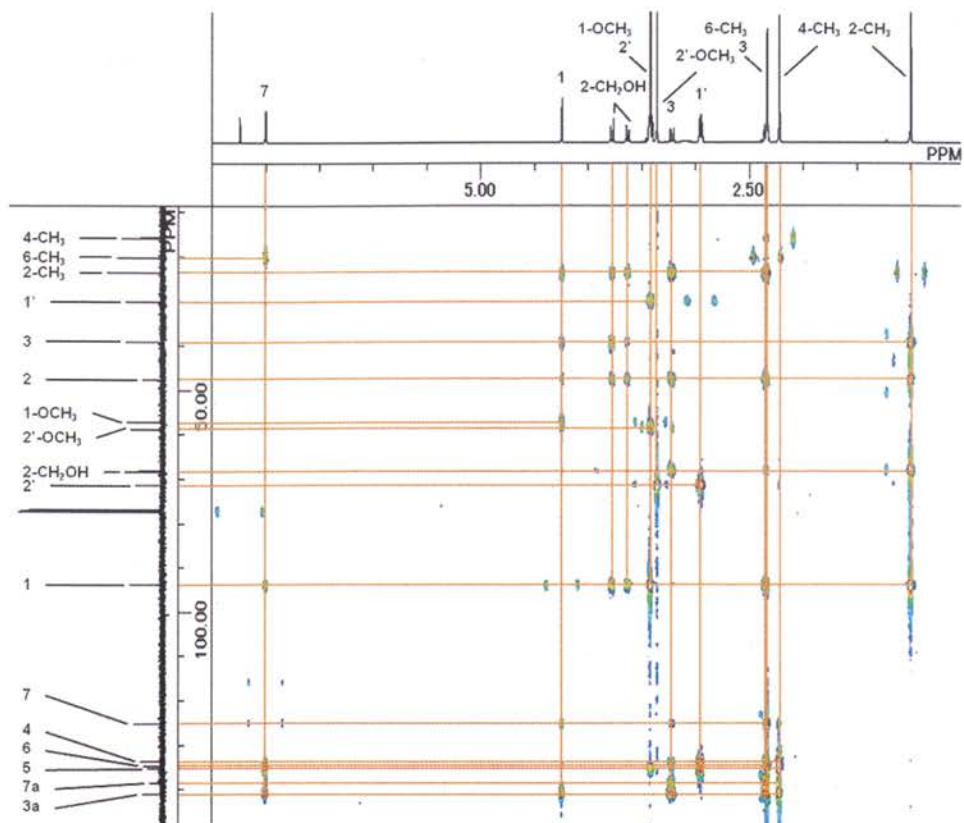 1-OCH₃
6-CH₃
4-CH₃ 2-CH₃
2' 2'-OCH₃ 3
7
1
2-CH₂OH
3
1'
PPM
5.00
2.50
PPM
4-CH₃
6-CH₃
2-CH₃
1'
3
2
50.00
1-OCH₃
2'-OCH₃
2-CH₂OH
2'
1
100.00
7
4
6
5
7a
3a